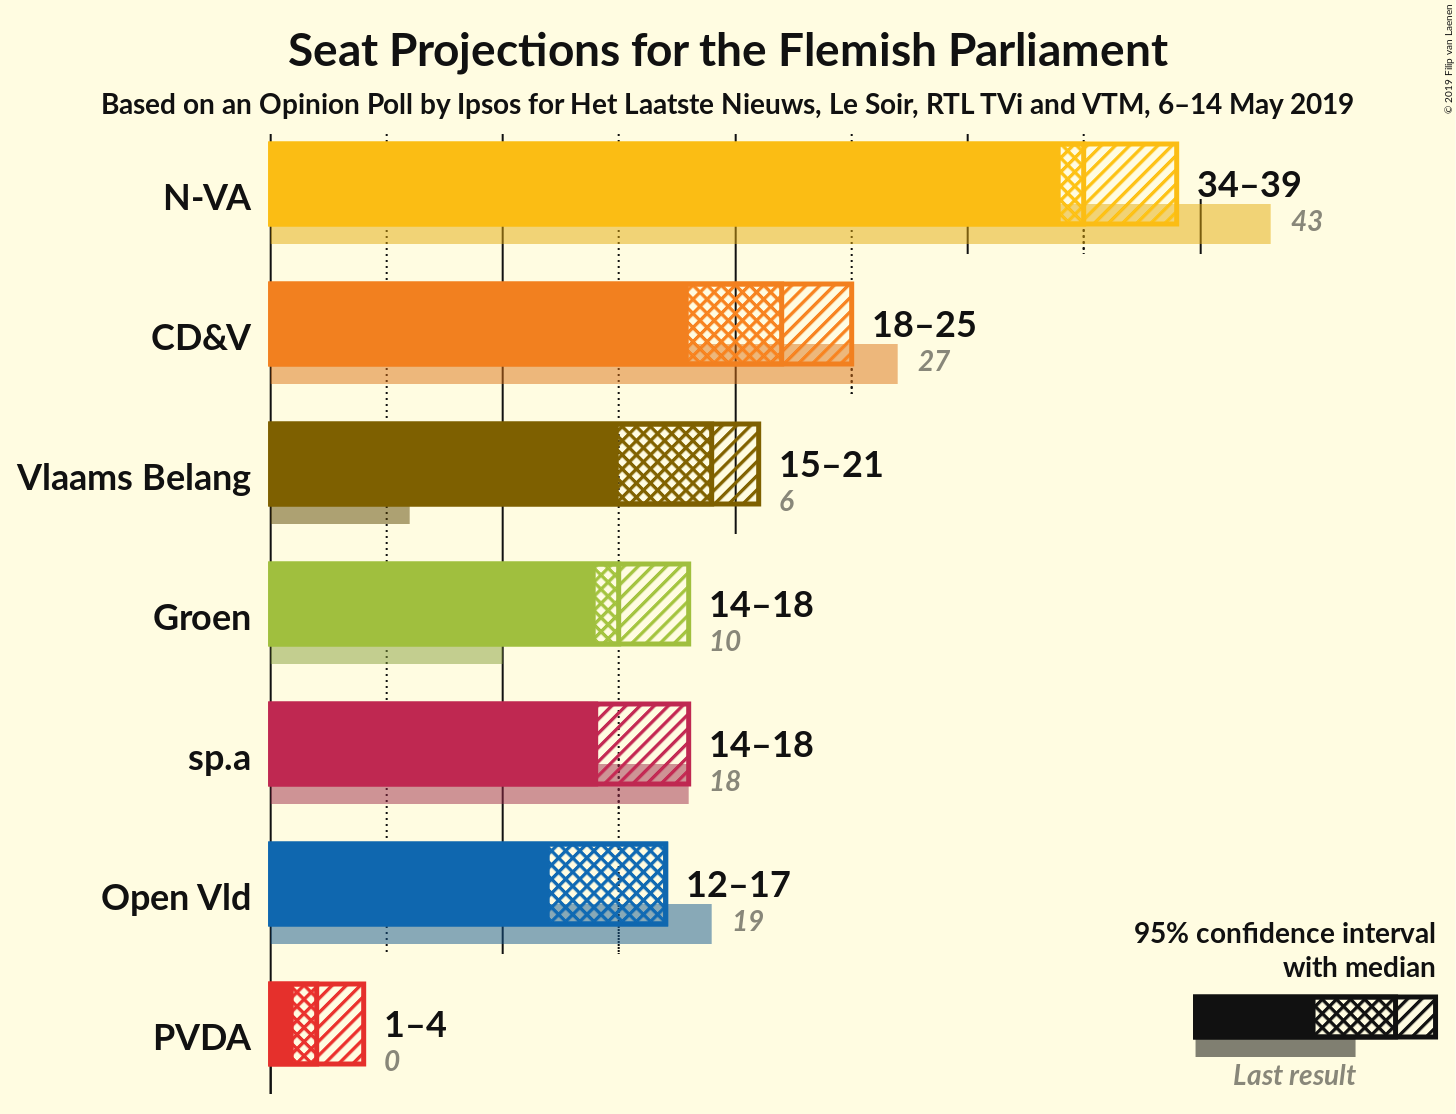 Seat Projections for the Flemish Parliament
Based on an Opinion Poll by Ipsos for Het Laatste Nieuws, Le Soir, RTL TVi and VTM, 6–14 May 2019
© 2019 Filip van Laenen
N-VA
34–39
43
CD&V
18–25
27
Vlaams Belang
15–21
6
Groen
14–18
10
sp.a
14–18
18
Open Vld
12–17
19
PVDA
1–4
0
95% confidence interval
with median
Last result